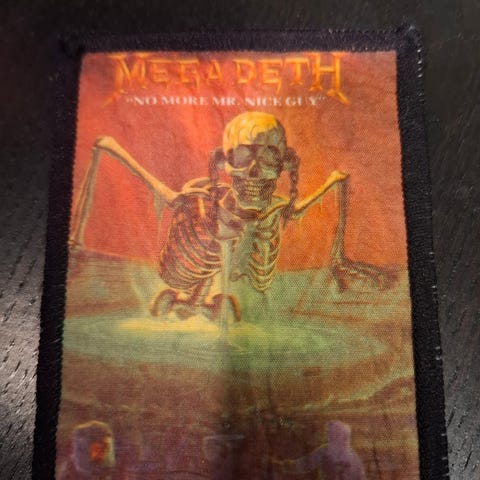 MEGADETH
"NO MORE MR. NICE GUY"